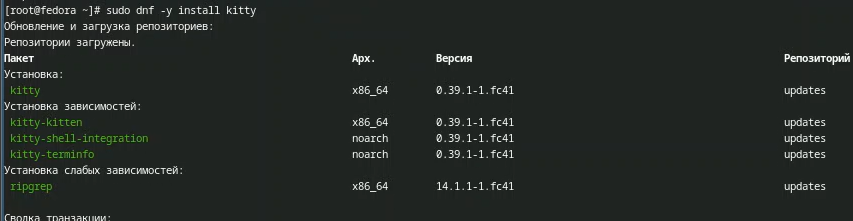 [root@fedora ~]# sudo dnf -y install kitty
Обновление и загрузка репозиториев:
Репозитории загружены.
Пакет Арх. Версия Репозиторий
Установка:
kitty x86_64 0.39.1-1.fc41 updates
Установка зависимостей:
kitty-kitten x86_64 0.39.1-1.fc41 updates
kitty-shell-integration noarch 0.39.1-1.fc41 updates
kitty-terminfo noarch 0.39.1-1.fc41 updates
Установка слабых зависимостей:
ripgrep x86_64 14.1.1-1.fc41 updates
Сводка транзакции: